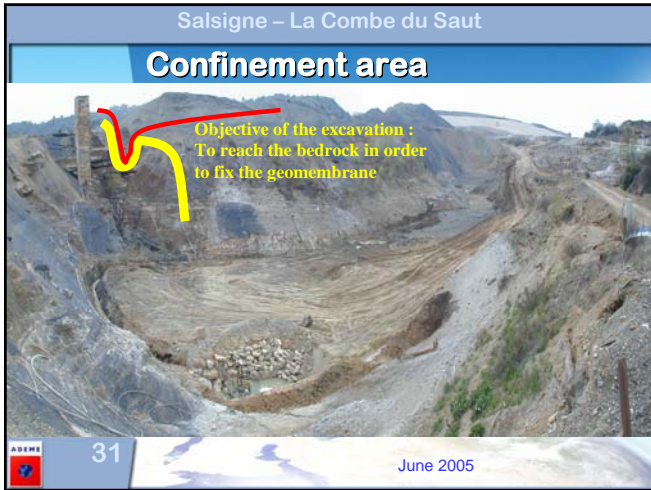 Salsigne – La Combe du Saut
Confinement area
Objective of the excavation :
To reach the bedrock in order
to fix the geomembrane
ADEME
31
June 2005